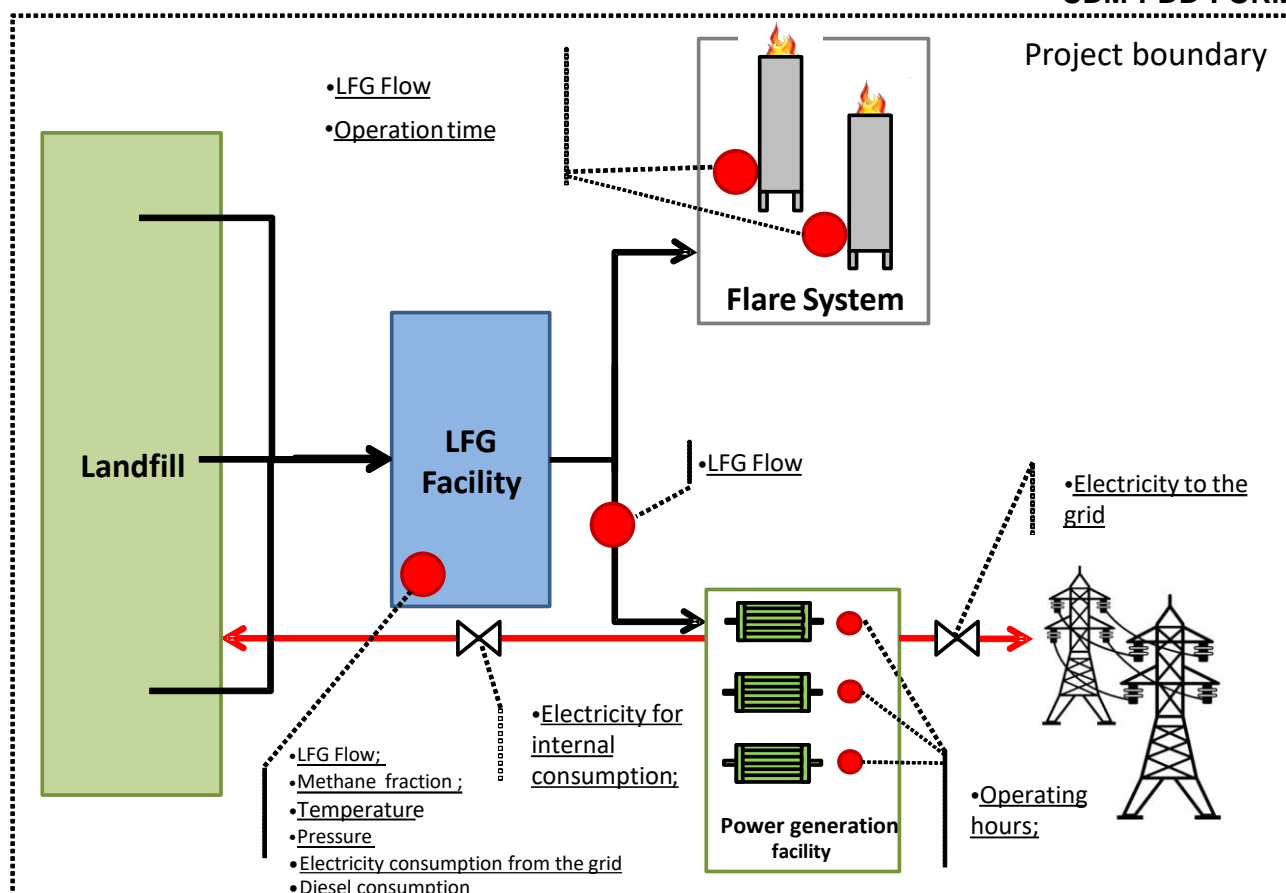 Project boundary
•LFG Flow
•Operation time
Flare System
Landfill
LFG
Facility
•LFG Flow
•Electricity to the
grid
•Electricity for
internal
consumption;
•LFG Flow;
•Methane fraction ;
•Temperature
•Pressure
•Electricity consumption from the grid
•Diesel consumption
Power generation
facility
•Operating
hours;